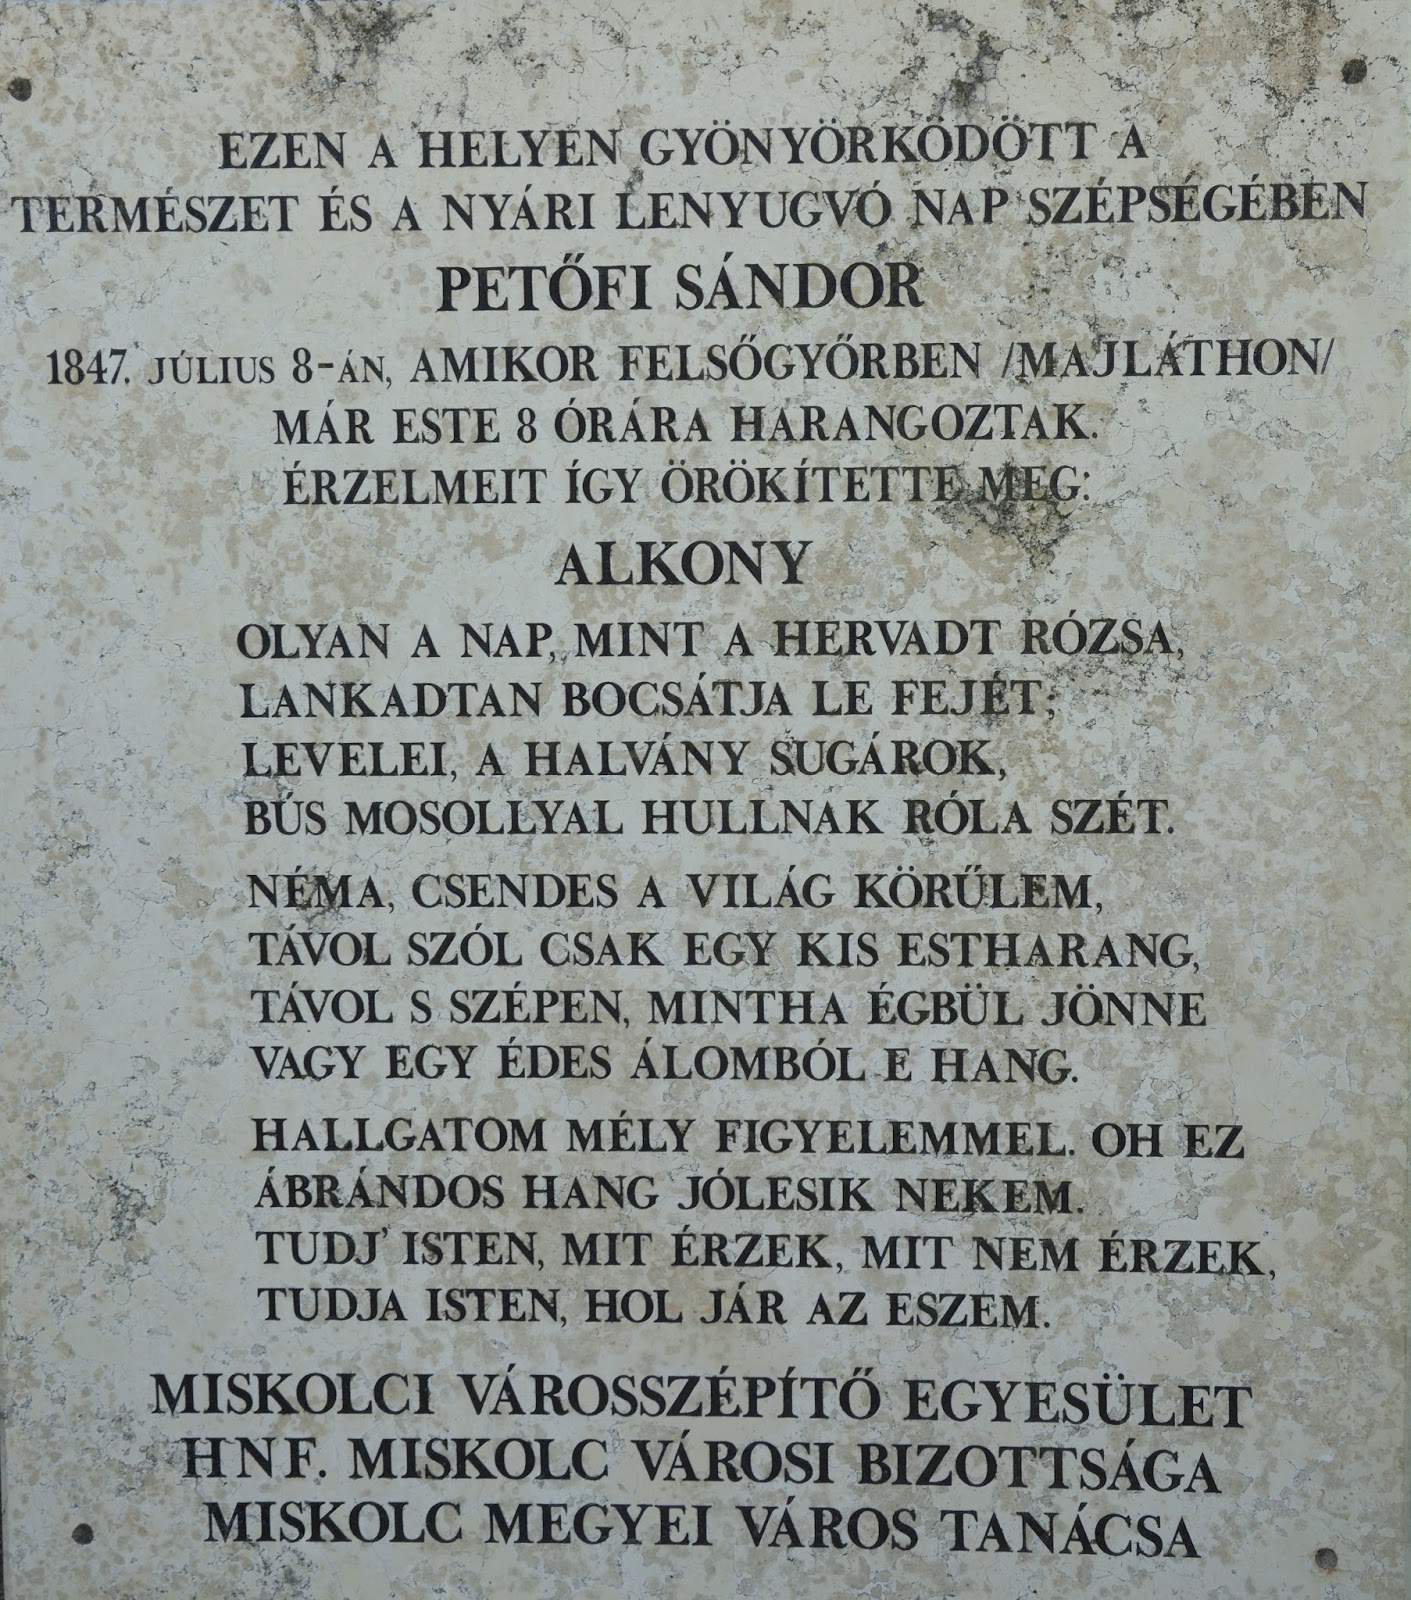 EZEN A HELYEN GYÖNYÖRKÖDÖTT A
TERMÉSZET ÉS A NYÁRI LENYUGVÓ NAP SZÉPSÉGÉBEN
PETŐFI SÁNDOR
1847. JÚLIUS 8-ÁN, AMIKOR FELSŐGYŐRBEN /MAJLÁTHON/
MÁR ESTE 8 ÓRÁRA HARANGOZTAK.
ÉRZELMEIT ÍGY ÖRÖKÍTETTE MEG:
ALKONY
OLYAN A NAP, MINT A HERVADT RÓZSA,
LANKADTAN BOCSÁTJA LE FEJÉT;
LEVELEI, A HALVÁNY SUGÁROK,
BÚS MOSOLLYAL HULLNAK RÓLA SZÉT.
NÉMA, CSENDES A VILÁG KÖRŰLEM,
TÁVOL SZÓL CSAK EGY KIS ESTHARANG,
TÁVOL S SZÉPEN, MINTHA ÉGBÜL JÖNNE
VAGY EGY ÉDES ÁLOMBÓL E HANG.
HALLGATOM MÉLY FIGYELEMMEL. OH EZ
ÁBRÁNDOS HANG JÓLESIK NEKEM.
TUDJ' ISTEN, MIT ÉRZEK, MIT NEM ÉRZEK,
TUDJA ISTEN, HOL JÁR AZ ESZEM.
MISKOLCI VÁROSSZÉPÍTŐ EGYESÜLET
HNF. MISKOLC VÁROSI BIZOTTSÁGA
MISKOLC MEGYEI VÁROS TANÁCSA